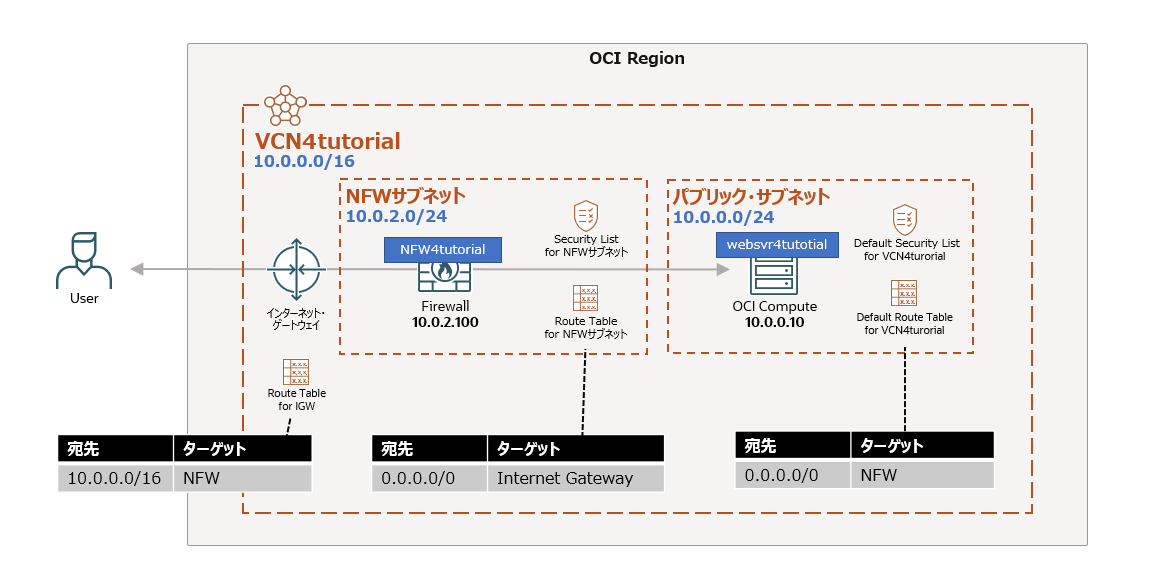 OCI Region
VCN4tutorial
10.0.0.0/16
NFWサブネット
10.0.2.0/24
NFW4tutorial
Firewall
10.0.2.100
Security List
for NFWサブネット
Route Table
for NFWサブネット
パブリック・サブネット
10.0.0.0/24
websvr4tutotial
OCI Compute
10.0.0.10
Default Security List
for VCN4turorial
Default Route Table
for VCN4turorial
User
インターネット・
ゲートウェイ
Route Table
for IGW
宛先 ターゲット
10.0.0.0/16 NFW
宛先 ターゲット
0.0.0.0/0 Internet Gateway
宛先 ターゲット
0.0.0.0/0 NFW